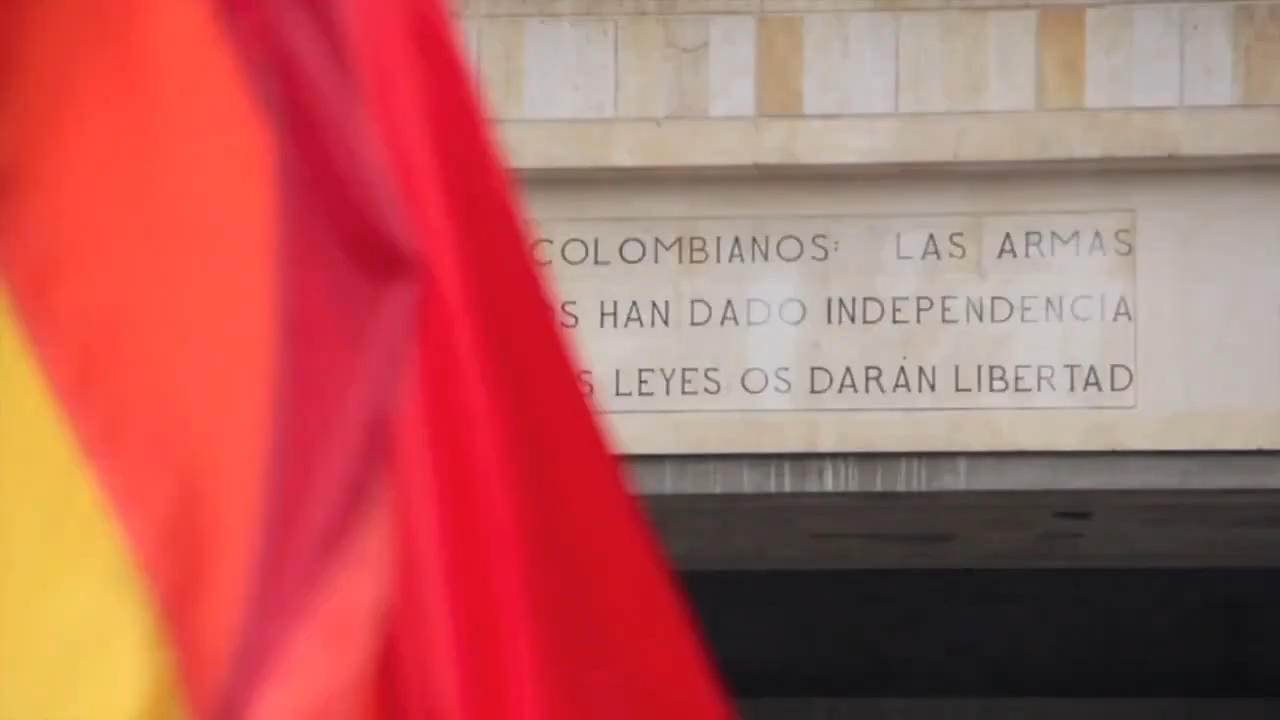 COLOMBIANOS: LAS ARMAS
HAN DADO INDEPENDENCIA
LEYES OS DARÁN LIBERTAD